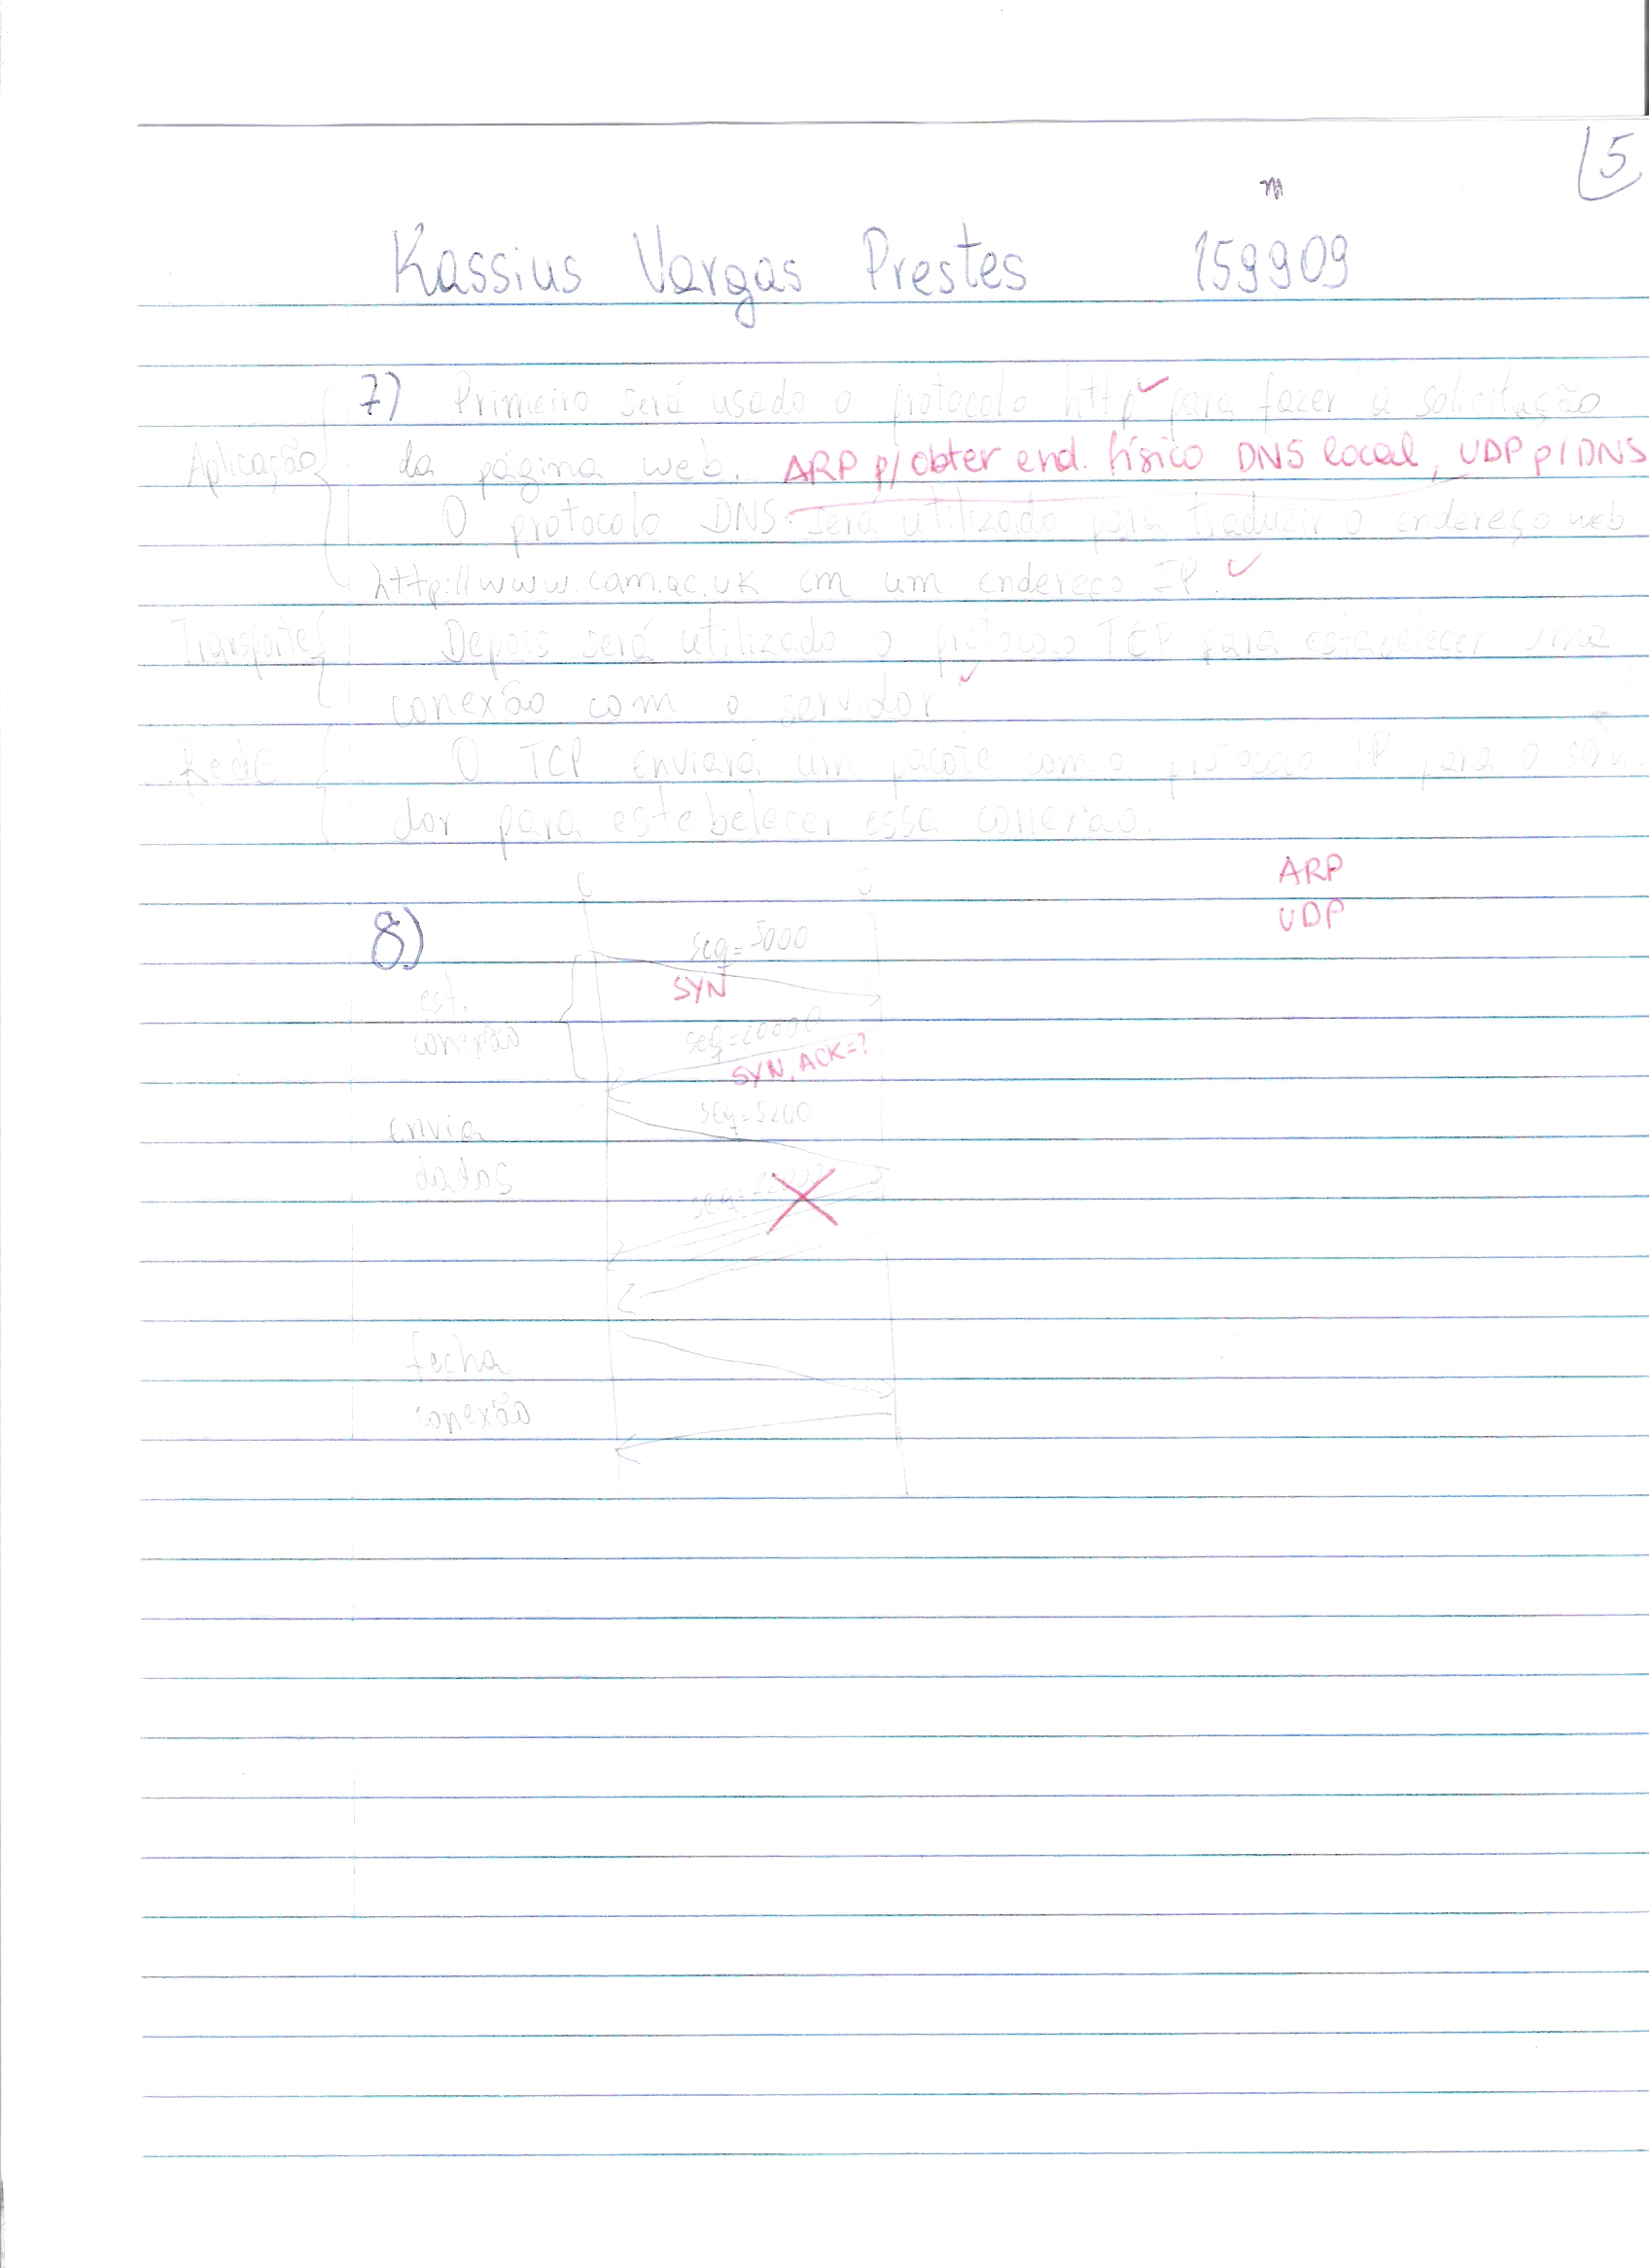 5
Kassius Vargas Prestes 159909
7) Primeiro será usado o protocolo http para fazer a solicitação
Aplicação da página web. ARP p/ obter end. físico DNS local, UDP p/ DNS
O protocolo DNS será utilizado para traduzir o endereço web
http://www.cam.ac.uk em um endereço IP.
Transporte Depois será utilizado o protocolo TCP para estabelecer uma
conexão com o servidor
Rede O TCP enviará um pacote com o protocolo IP para o servi
dor para estebelecer essa conexão.
ARP
UDP
C S
8) seq=5000
SYN
est.
conexão seq=20000
SYN, ACK=?
envia seq=5200
dados
seq=
fecha
conexão